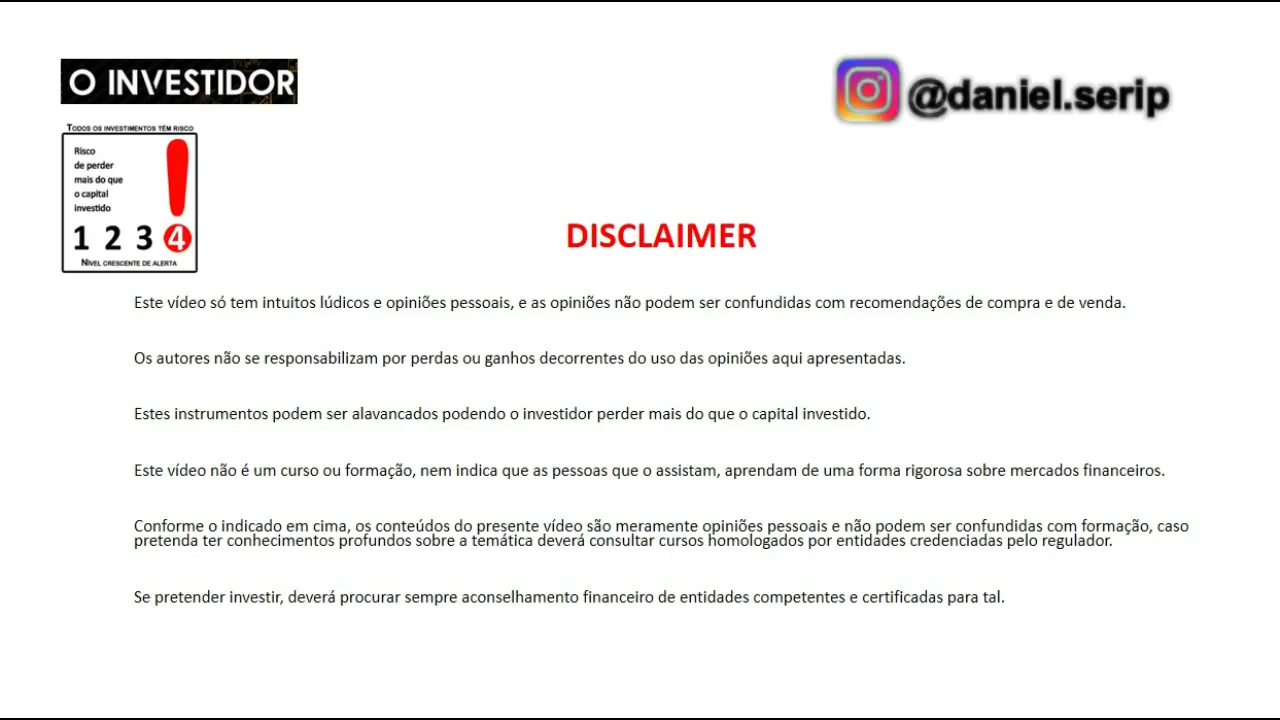 O INVESTIDOR
@daniel.serip
TODOS OS INVESTIMENTOS TÊM RISCO
Risco
de perder
mais do que
o capital
investido
1 2 3 4
NÍVEL CRESCENTE DE ALERTA
DISCLAIMER
Este vídeo só tem intuitos lúdicos e opiniões pessoais, e as opiniões não podem ser confundidas com recomendações de compra e de venda.
Os autores não se responsabilizam por perdas ou ganhos decorrentes do uso das opiniões aqui apresentadas.
Estes instrumentos podem ser alavancados podendo o investidor perder mais do que o capital investido.
Este vídeo não é um curso ou formação, nem indica que as pessoas que o assistam, aprendam de uma forma rigorosa sobre mercados financeiros.
Conforme o indicado em cima, os conteúdos do presente vídeo são meramente opiniões pessoais e não podem ser confundidas com formação, caso
pretenda ter conhecimentos profundos sobre a temática deverá consultar cursos homologados por entidades credenciadas pelo regulador.
Se pretender investir, deverá procurar sempre aconselhamento financeiro de entidades competentes e certificadas para tal.